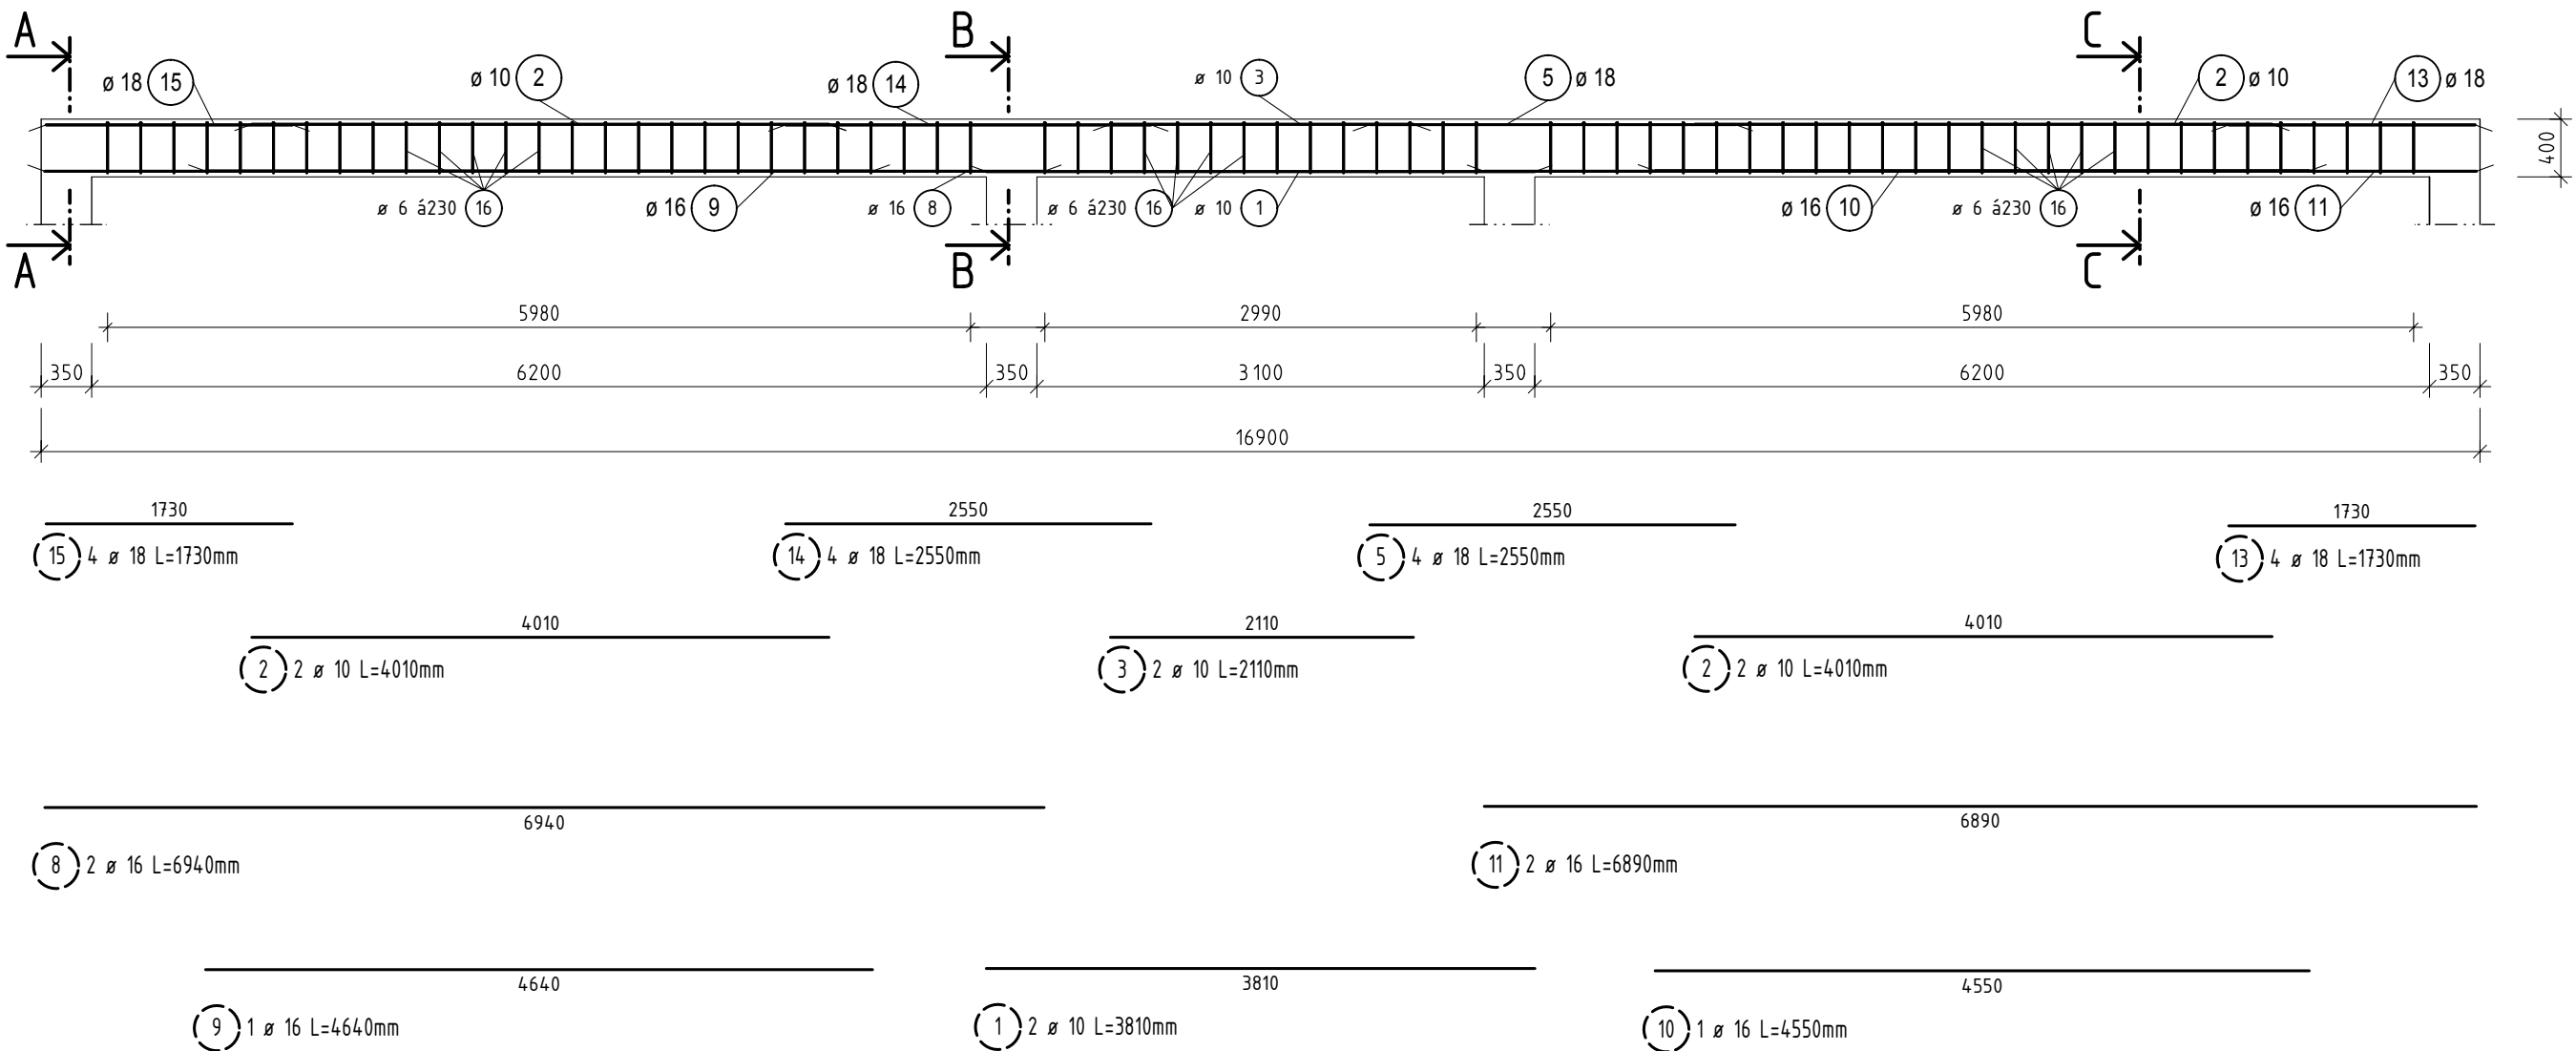 A B C
ø 18 15 ø 10 2 ø 18 14 ø 10 3 5 ø 18 2 ø 10 13 ø 18
400
ø 6 á230 16 ø 16 9 ø 16 8 ø 6 á230 16 ø 10 1 ø 16 10 ø 6 á230 16 ø 16 11
A B C
5980 2990 5980
350 6200 350 3100 350 6200 350
16900
1730 2550 2550 1730
15 4 ø 18 L=1730mm 14 4 ø 18 L=2550mm 5 4 ø 18 L=2550mm 13 4 ø 18 L=1730mm
4010 2110 4010
2 2 ø 10 L=4010mm 3 2 ø 10 L=2110mm 2 2 ø 10 L=4010mm
6940 6890
8 2 ø 16 L=6940mm 11 2 ø 16 L=6890mm
4640 3810 4550
9 1 ø 16 L=4640mm 1 2 ø 10 L=3810mm 10 1 ø 16 L=4550mm